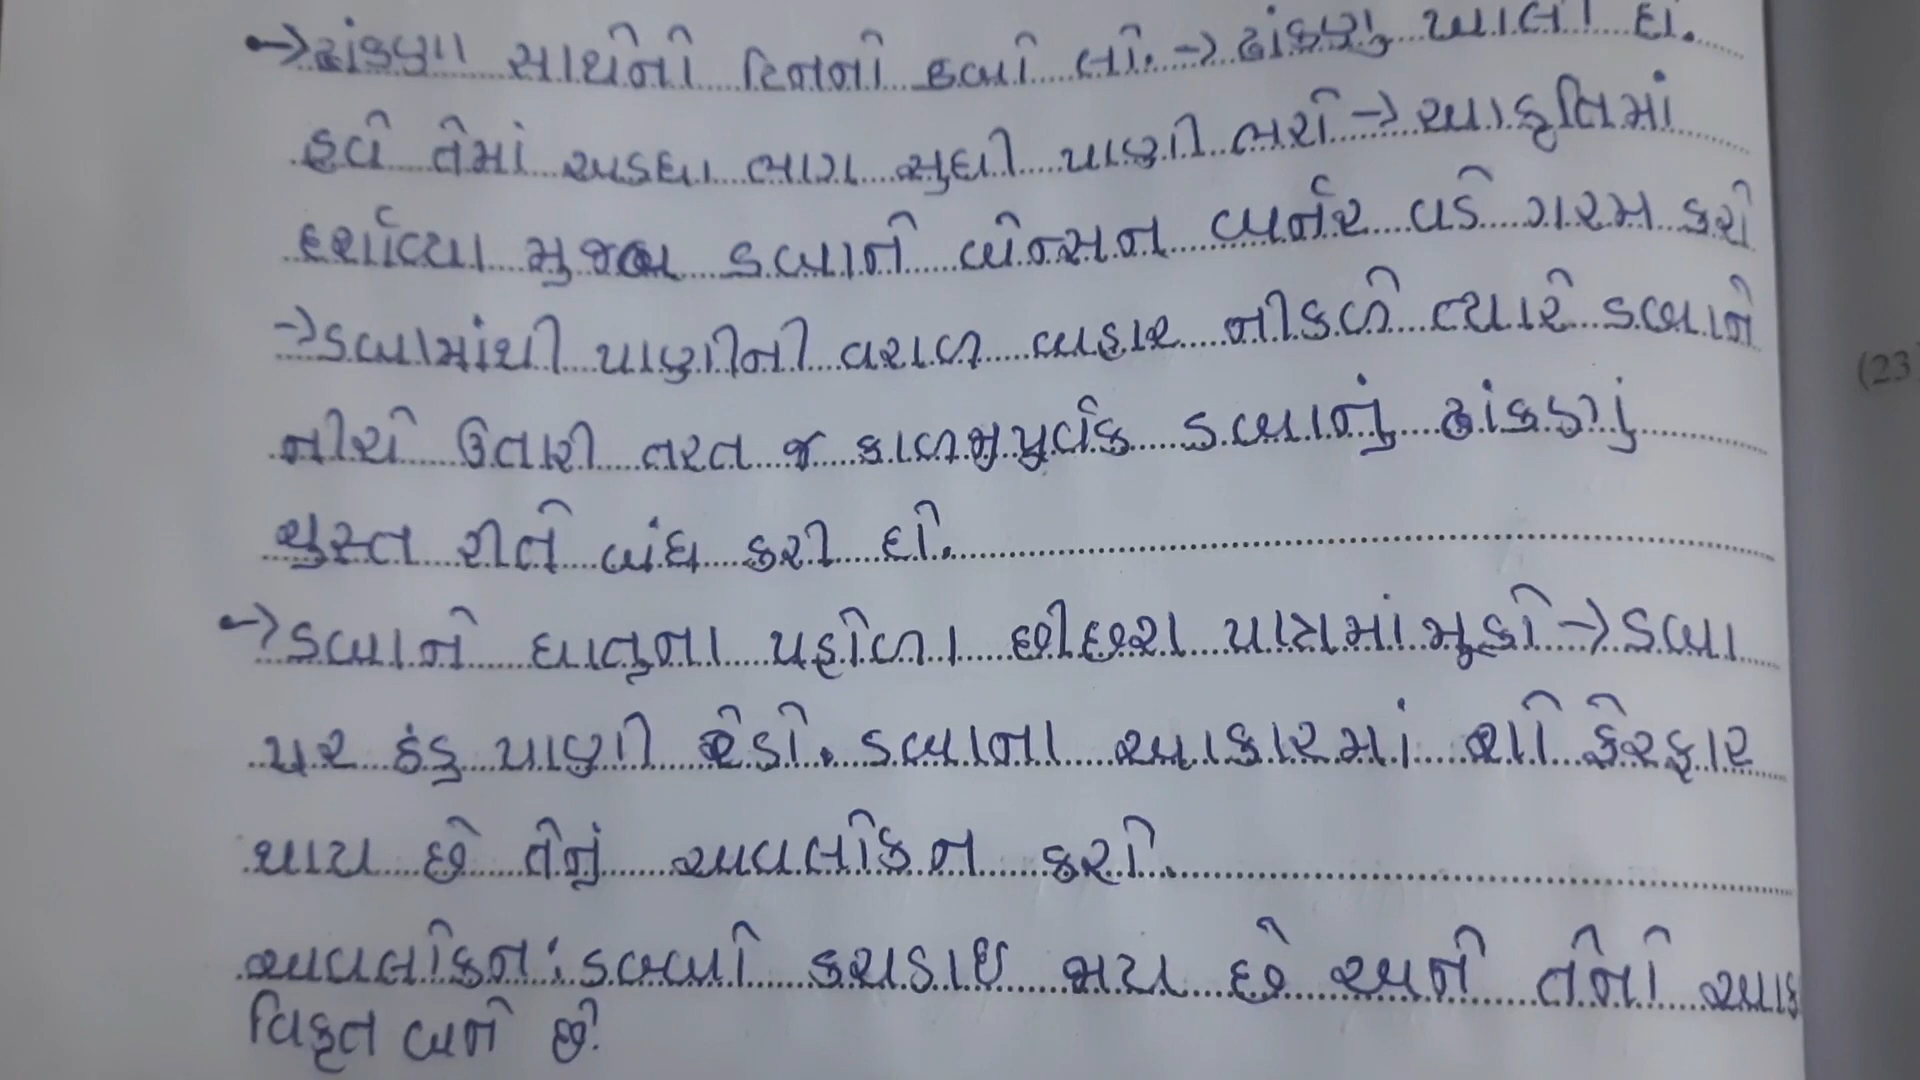 → ઢાંકણા સાથેનો ટિનનો ડબ્બો લો. → ઢાંકણુ ખોલી દો.
હવે તેમાં અડધા ભાગ સુધી પાણી ભરો → આકૃતિમાં
દર્શાવ્યા મુજબ ડબ્બાને બૅન્સન બર્નર વડે ગરમ કરો
→ ડબ્બામાંથી પાણીની વરાળ બહાર નીકળે ત્યારે ડબ્બાને
નીચે ઉતારી તરત જ કાળજીપુર્વક ડબ્બાનું ઢાંકણું
ચુસ્ત રીતે બંધ કરી દો.
→ ડબ્બાને ધાતુના પહોળા છીછરા પાત્રમાં મુકો → ડબ્બા
પર ઠંડુ પાણી રેડો. ડબ્બાના આકારમાં શો ફેરફાર
થાય છે તેનું અવલોકન કરો.
અવલોકન : ડબ્બો કચડાઈ જાય છે અને તેનો આકા
વિકૃત બને છે.
(23)